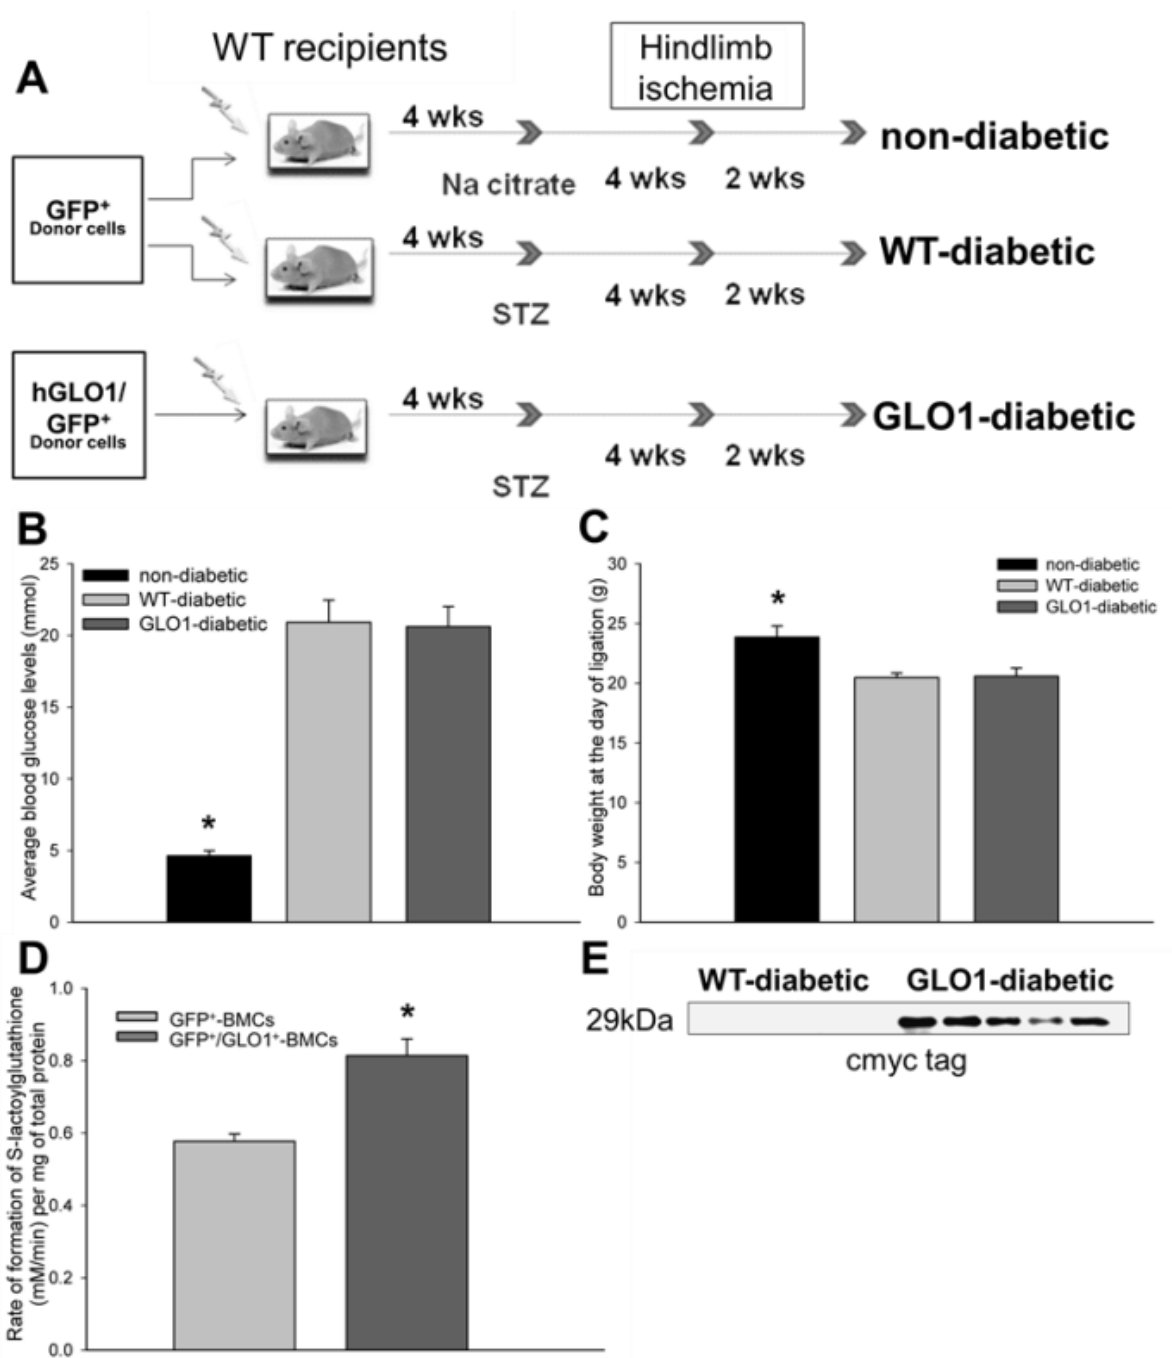 WT recipients
Hindlimb
ischemia
A
4 wks
non-diabetic
Na citrate
4 wks
2 wks
GFP+
Donor cells
4 wks
WT-diabetic
STZ
4 wks
2 wks
hGLO1/
GFP+
Donor cells
4 wks
GLO1-diabetic
STZ
4 wks
2 wks
B
Average blood glucose levels (mmol)
25
20
15
10
5
0
non-diabetic
WT-diabetic
GLO1-diabetic
*
C
Body weight at the day of ligation (g)
30
25
20
15
10
5
0
non-diabetic
WT-diabetic
GLO1-diabetic
*
D
Rate of formation of S-lactoylglutathione
(mM/min) per mg of total protein
1.0
0.8
0.6
0.4
0.2
0.0
GFP+-BMCs
GFP+/GLO1+-BMCs
*
E
WT-diabetic GLO1-diabetic
29kDa
cmyc tag